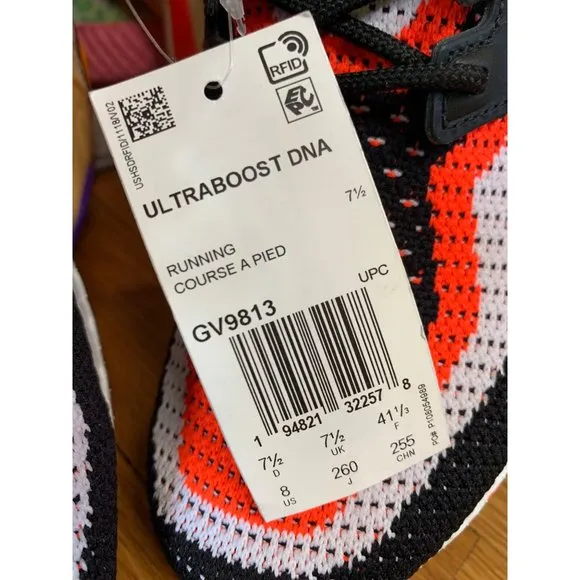 RFID
EPC™
USHSDRFID/1118/V02
ULTRABOOST DNA
7½
RUNNING
COURSE A PIED
GV9813
UPC
1 94821 32257 8
7½ 7½ 41⅓
D UK F
8 260 255
US J CHN